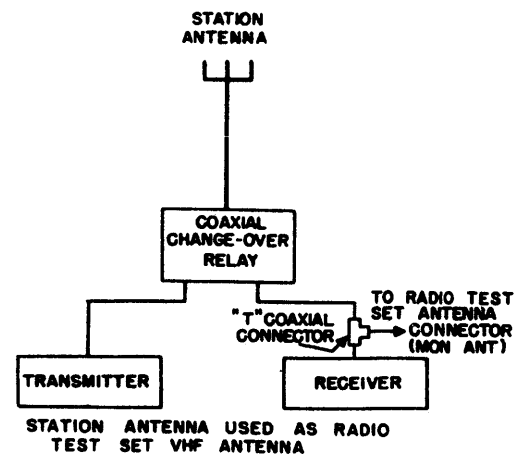 STATION
ANTENNA
COAXIAL
CHANGE-OVER
RELAY
"T" COAXIAL
CONNECTOR
TO RADIO TEST
SET ANTENNA
CONNECTOR
(MON ANT)
TRANSMITTER
RECEIVER
STATION ANTENNA USED AS RADIO
TEST SET VHF ANTENNA